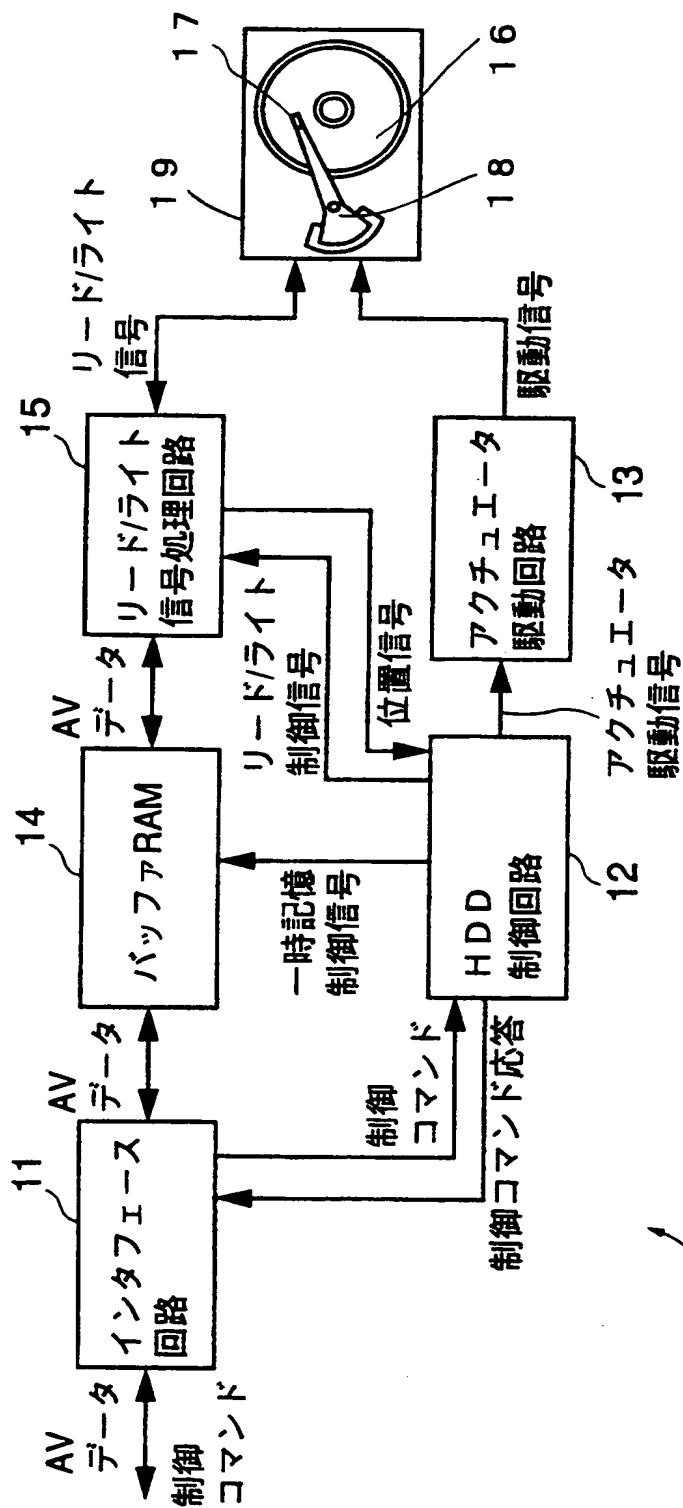 AV
データ
制御
コマンド
11
インタフェース
回路
AV
データ
14
バッファRAM
AV
データ
15
リード/ライト
信号処理回路
リード/ライト
信号
19
17
16
18
制御
コマンド
制御コマンド応答
一時記憶
制御信号
リード/ライト
制御信号
位置信号
HDD
制御回路
12
アクチュエータ
駆動信号
アクチュエータ
駆動回路
13
駆動信号